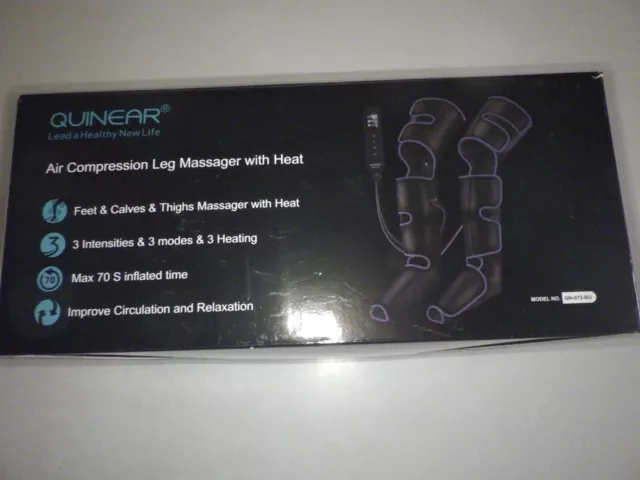 QUINEAR®
Lead a Healthy New Life
Air Compression Leg Massager with Heat
Feet & Calves & Thighs Massager with Heat
3
3 Intensities & 3 modes & 3 Heating
70
Max 70 S inflated time
Improve Circulation and Relaxation
MODEL NO.